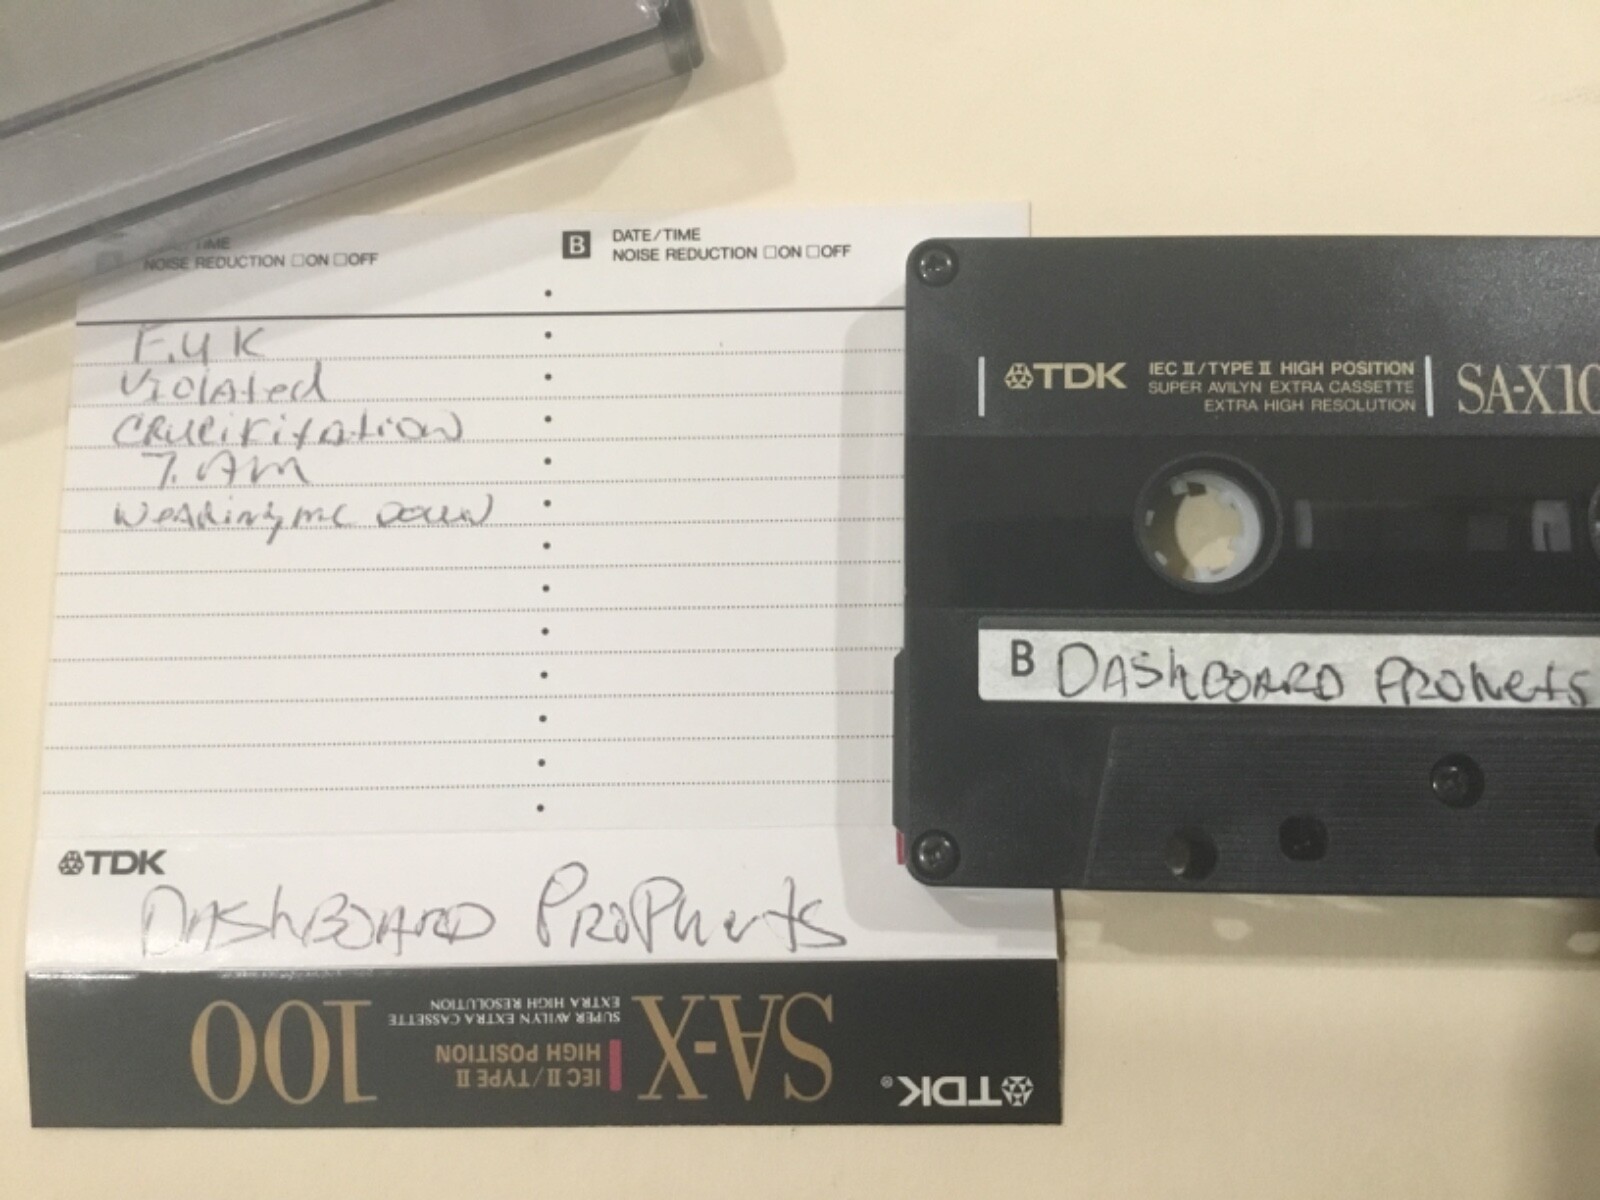 TIME
NOISE REDUCTION □ON □OFF
B DATE/TIME
NOISE REDUCTION □ON □OFF
F.U K
Violated
CRUCIFIXATION
7. AM
WEARING ME DOWN
TDK
DASHBOARD PROPHETS
SA-X 100
SUPER AVILYN EXTRA CASSETTE
EXTRA HIGH RESOLUTION
IEC II/TYPE II
HIGH POSITION
TDK®
TDK
IEC II/TYPE II HIGH POSITION
SUPER AVILYN EXTRA CASSETTE
EXTRA HIGH RESOLUTION
SA-X10
B DASHBOARD PROPHETS